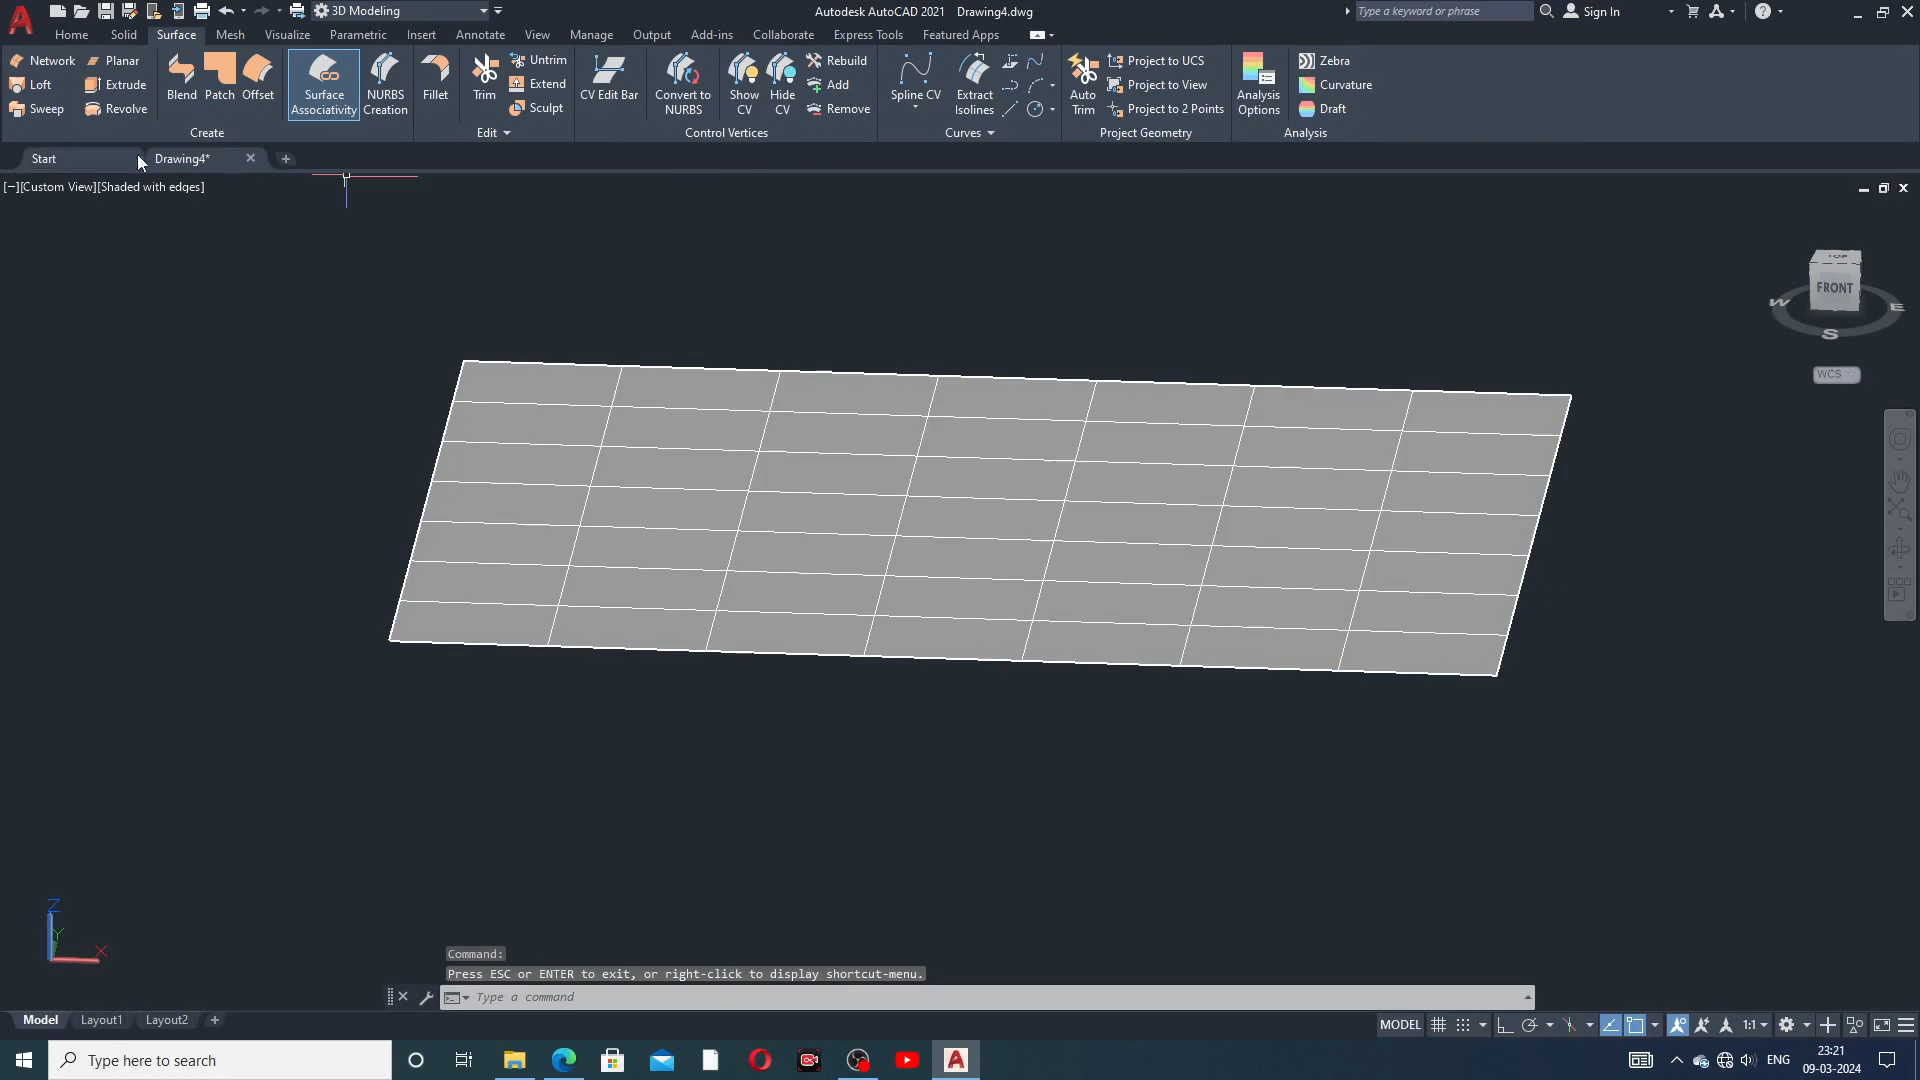 3D Modeling
Autodesk AutoCAD 2021 Drawing4.dwg
Type a keyword or phrase
Sign In
Home Solid Surface Mesh Visualize Parametric Insert Annotate View Manage Output Add-ins Collaborate Express Tools Featured Apps
Network Planar
Loft Extrude
Sweep Revolve
Create
Blend Patch Offset
Surface Associativity
NURBS Creation
Fillet
Trim
Untrim
Extend
Sculpt
Edit
CV Edit Bar
Convert to NURBS
Show CV
Hide CV
Rebuild
Add
Remove
Control Vertices
Spline CV
Extract Isolines
Curves
Auto Trim
Project to UCS
Project to View
Project to 2 Points
Project Geometry
Analysis Options
Zebra
Curvature
Draft
Analysis
Start
Drawing4*
[−][Custom View][Shaded with edges]
TOP
FRONT
W
E
S
WCS
Z
Y
X
Command:
Press ESC or ENTER to exit, or right-click to display shortcut-menu.
Type a command
Model Layout1 Layout2
MODEL
1:1
Type here to search
ENG
23:21
09-03-2024